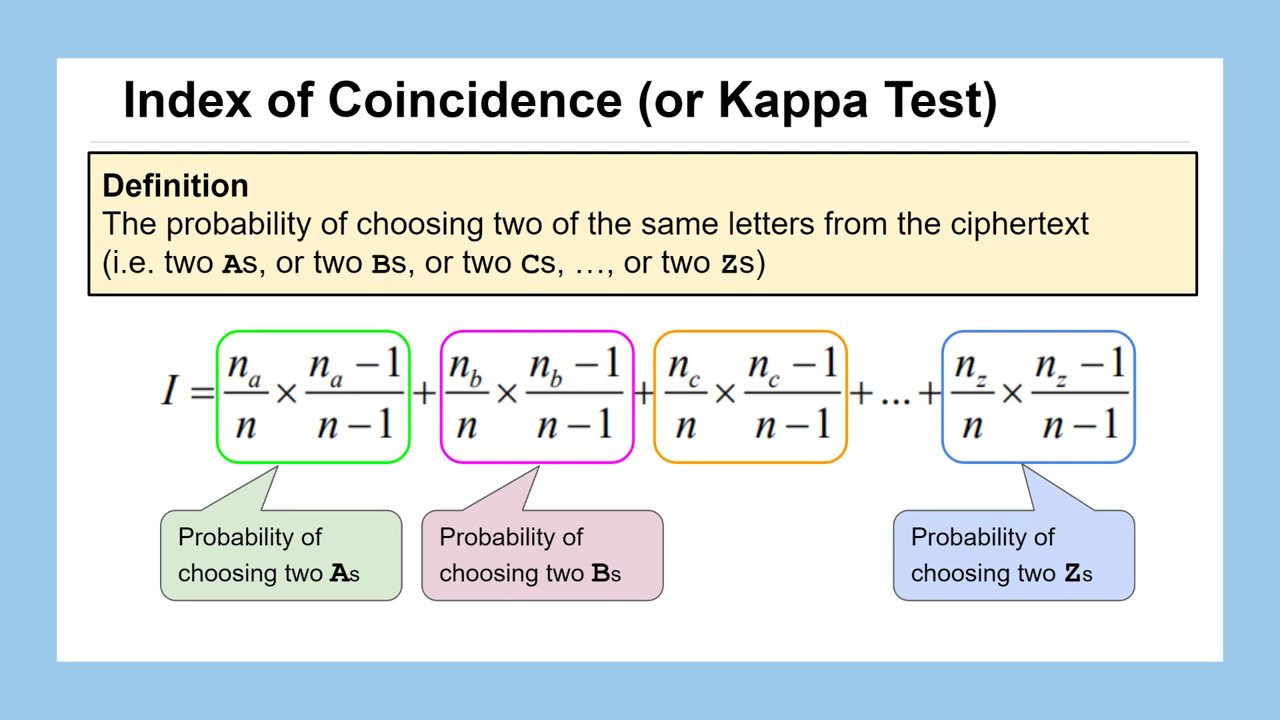 Index of Coincidence (or Kappa Test)
Definition
The probability of choosing two of the same letters from the ciphertext
(i.e. two As, or two Bs, or two Cs, …, or two Zs)
I = n_a/n × (n_a − 1)/(n − 1) + n_b/n × (n_b − 1)/(n − 1) + n_c/n × (n_c − 1)/(n − 1) + ... + n_z/n × (n_z − 1)/(n − 1)
Probability of
choosing two As
Probability of
choosing two Bs
Probability of
choosing two Zs